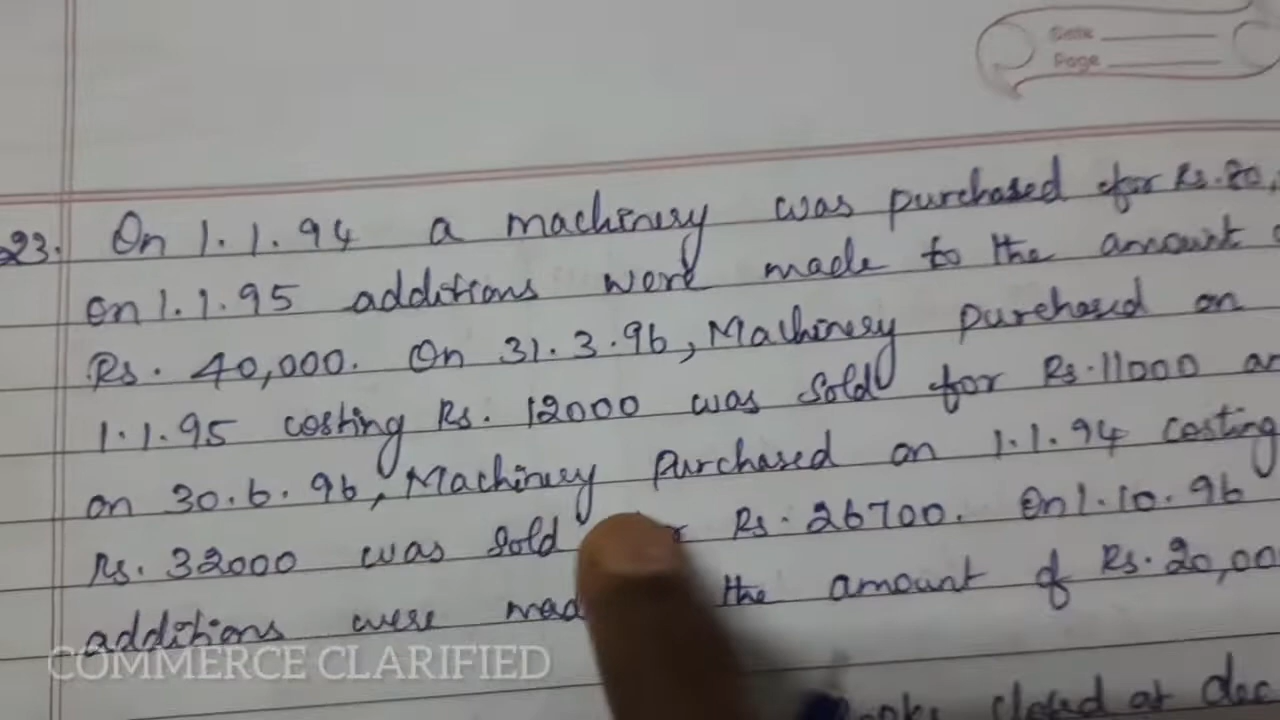 Date
Page
23. On 1.1.94 a machinery was purchased for Rs.80,
on 1.1.95 additions were made to the amount
Rs. 40,000. On 31.3.96, Machinery purchased on
1.1.95 costing Rs. 12000 was sold for Rs.11000 an
on 30.6.96, Machinery purchased on 1.1.94 costing
Rs. 32000 was sold Rs. 26700. On 1.10.96
additions were mad the amount of Rs.20,00
COMMERCE CLARIFIED
closed at dec